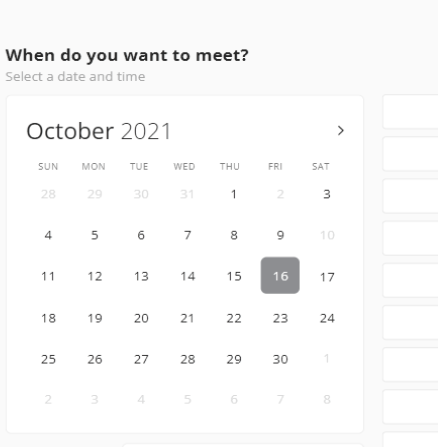 When do you want to meet?
Select a date and time
October 2021
SUN MON TUE WED THU FRI SAT
28 29 30 31 1 2 3
4 5 6 7 8 9 10
11 12 13 14 15 16 17
18 19 20 21 22 23 24
25 26 27 28 29 30 1
2 3 4 5 6 7 8